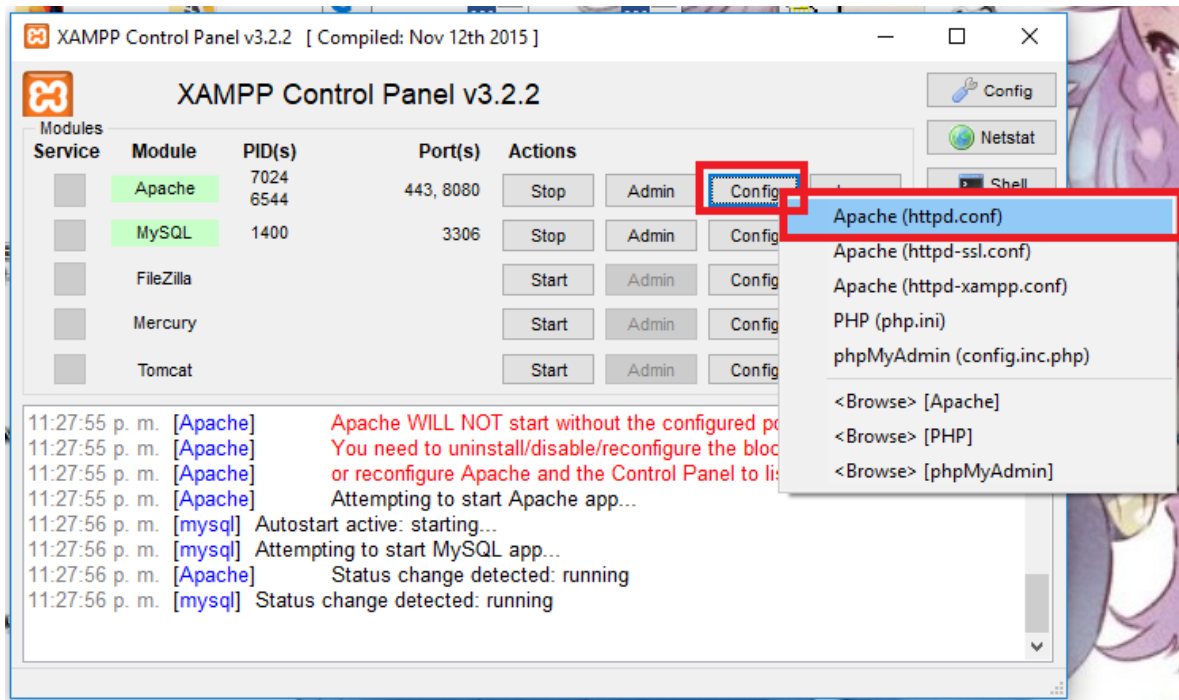 XAMPP Control Panel v3.2.2 [ Compiled: Nov 12th 2015 ]
XAMPP Control Panel v3.2.2
Config
Modules
Service Module PID(s) Port(s) Actions
Netstat
Apache 7024 6544 443, 8080 Stop Admin Config
Shell
MySQL 1400 3306 Stop Admin Config
FileZilla Start Admin Config
Mercury Start Admin Config
Tomcat Start Admin Config
Apache (httpd.conf)
Apache (httpd-ssl.conf)
Apache (httpd-xampp.conf)
PHP (php.ini)
phpMyAdmin (config.inc.php)
<Browse> [Apache]
<Browse> [PHP]
<Browse> [phpMyAdmin]
11:27:55 p. m. [Apache] Apache WILL NOT start without the configured
11:27:55 p. m. [Apache] You need to uninstall/disable/reconfigure the
11:27:55 p. m. [Apache] or reconfigure Apache and the Control Panel to
11:27:55 p. m. [Apache] Attempting to start Apache app...
11:27:56 p. m. [mysql] Autostart active: starting...
11:27:56 p. m. [mysql] Attempting to start MySQL app...
11:27:56 p. m. [Apache] Status change detected: running
11:27:56 p. m. [mysql] Status change detected: running